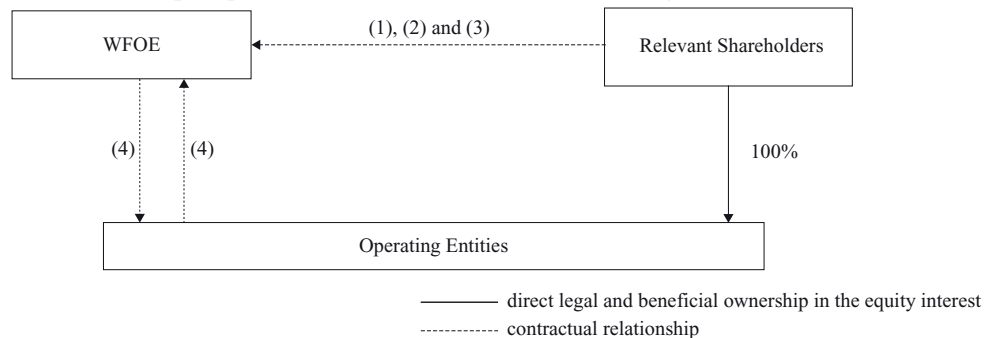 (1), (2) and (3)
WFOE
Relevant Shareholders
(4)
(4)
100%
Operating Entities
direct legal and beneficial ownership in the equity interest
contractual relationship